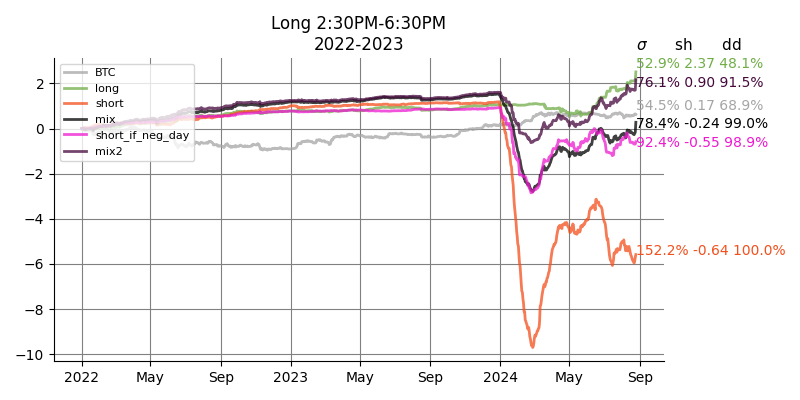 Long 2:30PM-6:30PM
2022-2023
σ sh dd
52.9% 2.37 48.1%
76.1% 0.90 91.5%
54.5% 0.17 68.9%
78.4% -0.24 99.0%
92.4% -0.55 98.9%
152.2% -0.64 100.0%
BTC
long
short
mix
short_if_neg_day
mix2
2
0
−2
−4
−6
−8
−10
2022 May Sep 2023 May Sep 2024 May Sep